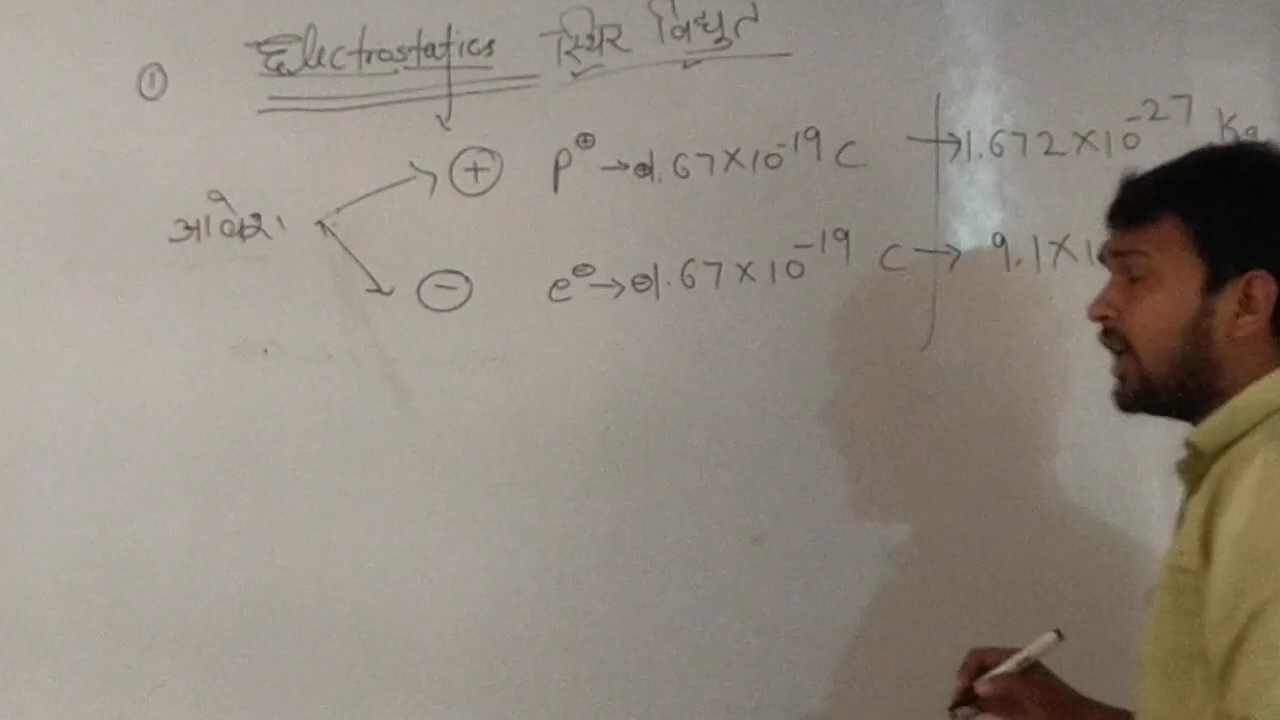 ① Electrostatics स्थिर विद्युत
+ P⊕ → 1.67×10⁻¹⁹ C → 1.672×10⁻²⁷ Kg
आवेश
− e⊖ → 1.67×10⁻¹⁹ C → 9.1×1